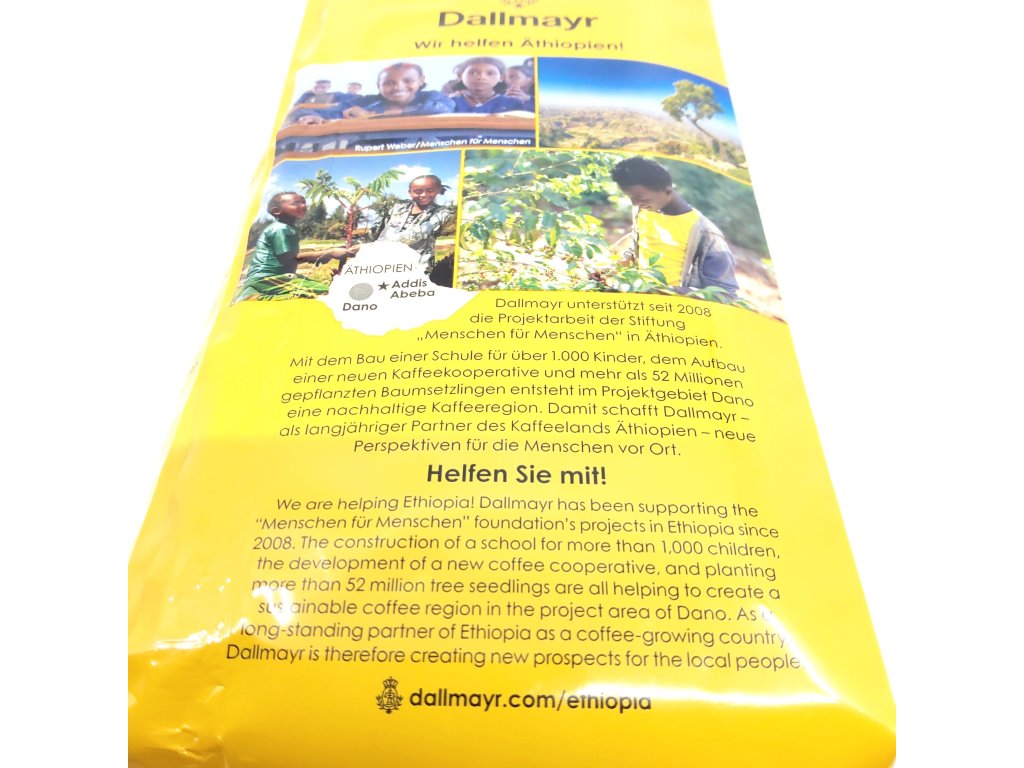 Dallmayr
Wir helfen Äthiopien!
Rupert Weber/Menschen für Menschen
ÄTHIOPIEN
Addis
Abeba
Dano
Dallmayr unterstützt seit 2008
die Projektarbeit der Stiftung
„Menschen für Menschen“ in Äthiopien.
Mit dem Bau einer Schule für über 1.000 Kinder, dem Aufbau
einer neuen Kaffeekooperative und mehr als 52 Millionen
gepflanzten Baumsetzlingen entsteht im Projektgebiet Dano
eine nachhaltige Kaffeeregion. Damit schafft Dallmayr –
als langjähriger Partner des Kaffeelands Äthiopien – neue
Perspektiven für die Menschen vor Ort.
Helfen Sie mit!
We are helping Ethiopia! Dallmayr has been supporting the
“Menschen für Menschen” foundation's projects in Ethiopia since
2008. The construction of a school for more than 1,000 children,
the development of a new coffee cooperative, and planting
more than 52 million tree seedlings are all helping to create a
sustainable coffee region in the project area of Dano. As a
long-standing partner of Ethiopia as a coffee-growing country
Dallmayr is therefore creating new prospects for the local people.
dallmayr.com/ethiopia